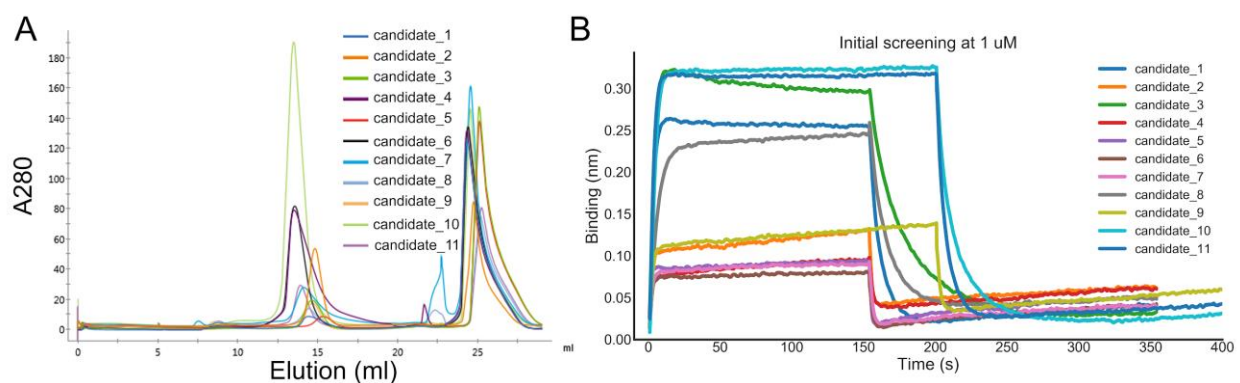 A
A280
180
160
140
120
100
80
60
40
20
0
0
5
10
15
20
25
ml
Elution (ml)
candidate_1
candidate_2
candidate_3
candidate_4
candidate_5
candidate_6
candidate_7
candidate_8
candidate_9
candidate_10
candidate_11
B
Initial screening at 1 uM
Binding (nm)
0.30
0.25
0.20
0.15
0.10
0.05
0.00
0
50
100
150
200
250
300
350
400
Time (s)
candidate_1
candidate_2
candidate_3
candidate_4
candidate_5
candidate_6
candidate_7
candidate_8
candidate_9
candidate_10
candidate_11